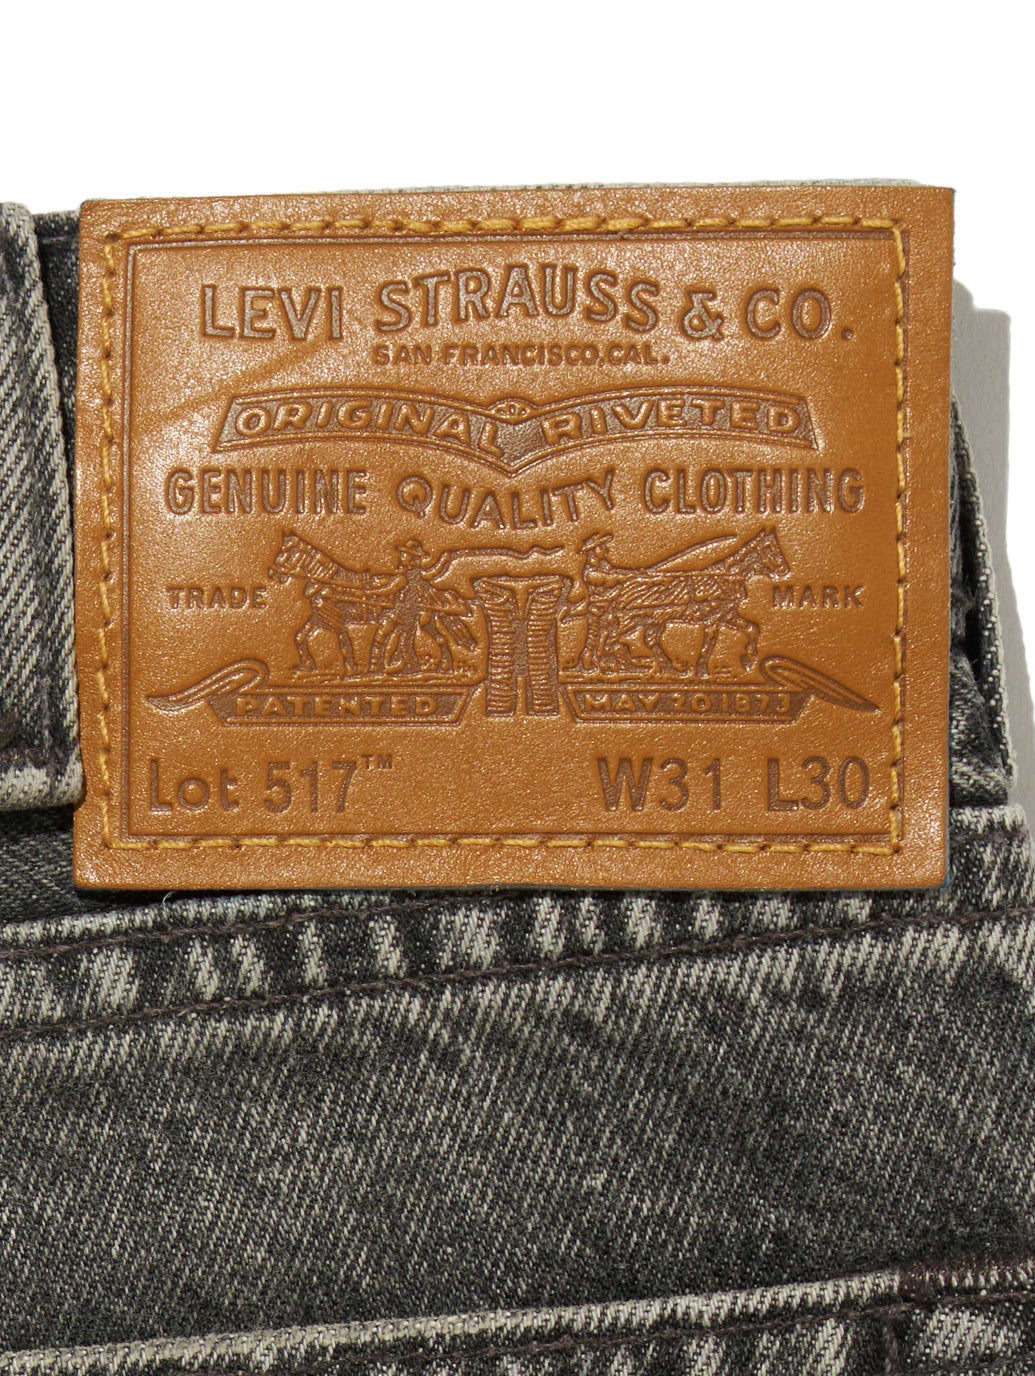 LEVI STRAUSS & CO.
SAN FRANCISCO, CAL.
ORIGINAL RIVETED
GENUINE QUALITY CLOTHING
TRADE MARK
PATENTED MAY 20 1873
Lot 517™ W31 L30